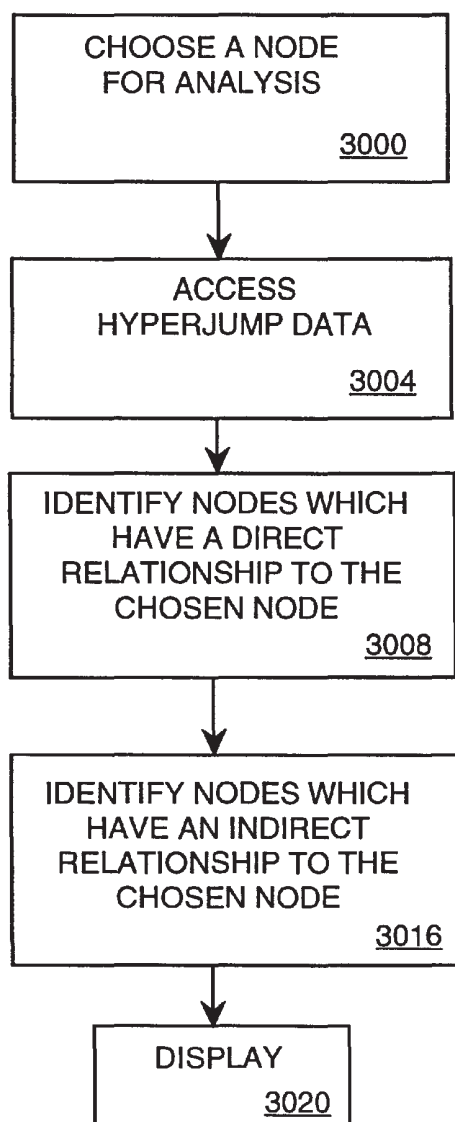 CHOOSE A NODE
FOR ANALYSIS
3000
ACCESS
HYPERJUMP DATA
3004
IDENTIFY NODES WHICH
HAVE A DIRECT
RELATIONSHIP TO THE
CHOSEN NODE
3008
IDENTIFY NODES WHICH
HAVE AN INDIRECT
RELATIONSHIP TO THE
CHOSEN NODE
3016
DISPLAY
3020